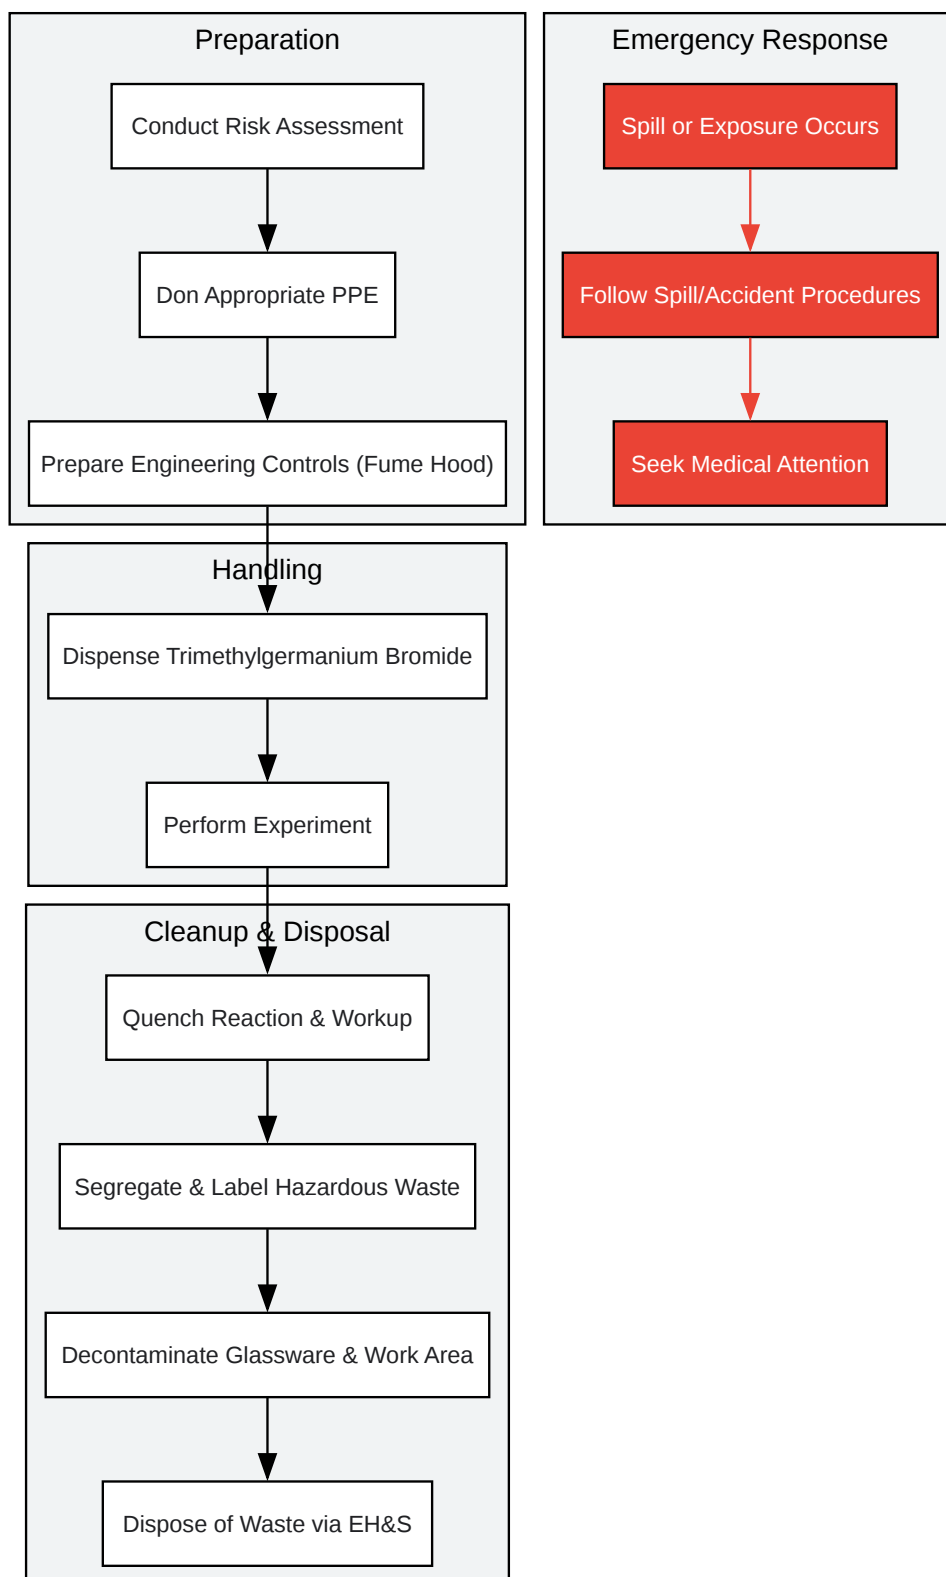 Preparation
Conduct Risk Assessment
Don Appropriate PPE
Prepare Engineering Controls (Fume Hood)
Emergency Response
Spill or Exposure Occurs
Follow Spill/Accident Procedures
Seek Medical Attention
Handling
Dispense Trimethylgermanium Bromide
Perform Experiment
Cleanup & Disposal
Quench Reaction & Workup
Segregate & Label Hazardous Waste
Decontaminate Glassware & Work Area
Dispose of Waste via EH&S